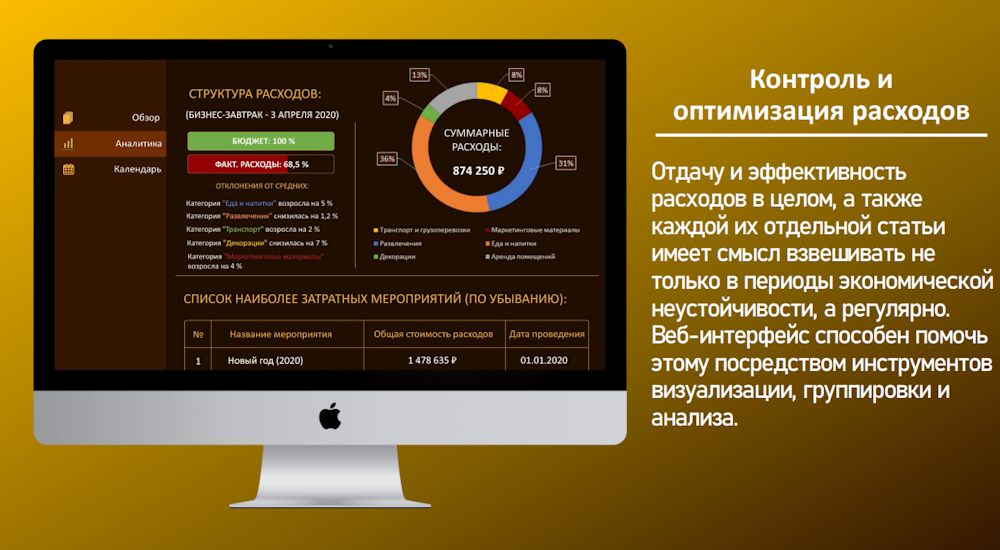 Обзор
Аналитика
Календарь
СТРУКТУРА РАСХОДОВ:
(БИЗНЕС-ЗАВТРАК - 3 АПРЕЛЯ 2020)
БЮДЖЕТ: 100 %
ФАКТ. РАСХОДЫ: 68,5 %
ОТКЛОНЕНИЯ ОТ СРЕДНИХ:
Категория "Еда и напитки" возросла на 5 %
Категория "Развлечения" снизилась на 1,2 %
Категория "Транспорт" возросла на 2 %
Категория "Декорации" снизилась на 7 %
Категория "Маркетинговые материалы"
возросла на 4 %
13%
8%
8%
4%
36%
31%
СУММАРНЫЕ
РАСХОДЫ:
874 250 ₽
Транспорт и грузоперевозки
Маркетинговые материалы
Развлечения
Еда и напитки
Декорации
Аренда помещений
СПИСОК НАИБОЛЕЕ ЗАТРАТНЫХ МЕРОПРИЯТИЙ (ПО УБЫВАНИЮ):
№ Название мероприятия Общая стоимость расходов Дата проведения
1 Новый год (2020) 1 478 635 ₽ 01.01.2020
Контроль и
оптимизация расходов
Отдачу и эффективность
расходов в целом, а также
каждой их отдельной статьи
имеет смысл взвешивать не
только в периоды экономической
неустойчивости, а регулярно.
Веб-интерфейс способен помочь
этому посредством инструментов
визуализации, группировки и
анализа.